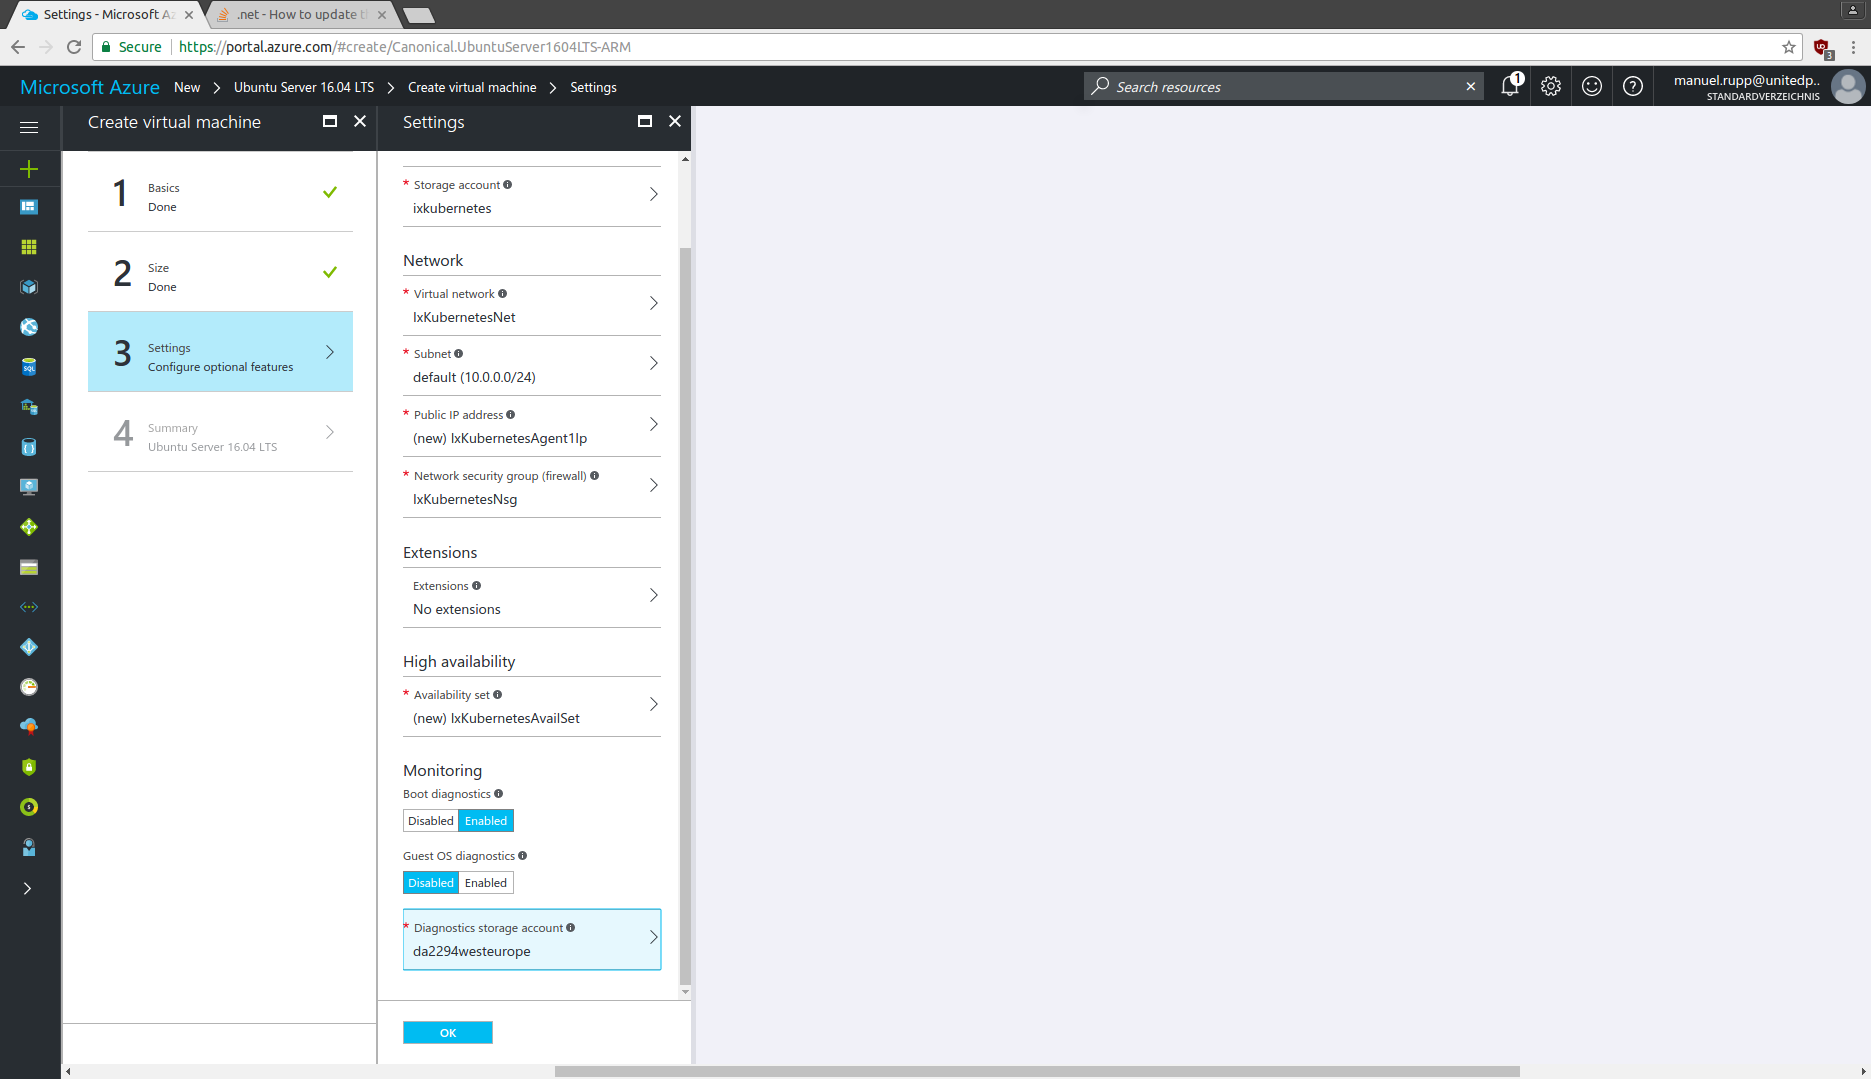 Settings - Microsoft Az
.net - How to update t
Secure
https://portal.azure.com/#create/Canonical.UbuntuServer1604LTS-ARM
3
Microsoft Azure
New > Ubuntu Server 16.04 LTS > Create virtual machine > Settings
Search resources
1
manuel.rupp@unitedp..
STANDARDVERZEICHNIS
Create virtual machine
1
Basics
Done
2
Size
Done
3
Settings
Configure optional features
4
Summary
Ubuntu Server 16.04 LTS
Settings
* Storage account
ixkubernetes
Network
* Virtual network
IxKubernetesNet
* Subnet
default (10.0.0.0/24)
* Public IP address
(new) IxKubernetesAgent1Ip
* Network security group (firewall)
IxKubernetesNsg
Extensions
Extensions
No extensions
High availability
* Availability set
(new) IxKubernetesAvailSet
Monitoring
Boot diagnostics
Disabled Enabled
Guest OS diagnostics
Disabled Enabled
* Diagnostics storage account
da2294westeurope
OK